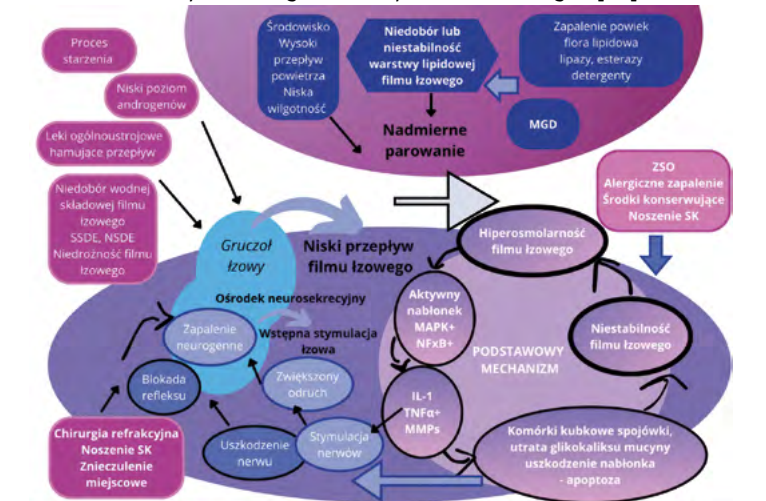 Proces
starzenia
Niski poziom
androgenów
Leki ogólnoustrojowe
hamujące przepływ
Niedobór wodnej
składowej filmu
łzowego
SSDE, NSDE
Niedrożność filmu
łzowego
Środowisko
Wysoki
przepływ
powietrza
Niska
wilgotność
Niedobór lub
niestabilność
warstwy lipidowej
filmu łzowego
Zapalenie powiek
flora lipidowa
lipazy, esterazy
detergenty
MGD
Nadmierne
parowanie
ZSO
Alergiczne zapalenie
Środki konserwujące
Noszenie SK
Gruczoł
łzowy
Niski przepływ
filmu łzowego
Hiperosmolarność
filmu łzowego
Ośrodek neurosekrecyjny
Aktywny
nabłonek
MAPK+
NFxB+
Niestabilność
filmu łzowego
Zapalenie
neurogenne
Wstępna stymulacja
łzowa
PODSTAWOWY
MECHANIZM
Zwiększony
odruch
Blokada
refleksu
IL-1
TNFα+
MMPs
Chirurgia refrakcyjna
Noszenie SK
Znieczulenie
miejscowe
Uszkodzenie
nerwu
Stymulacja
nerwów
Komórki kubkowe spojówki,
utrata glikokaliksu mucyny
uszkodzenie nabłonka
- apoptoza